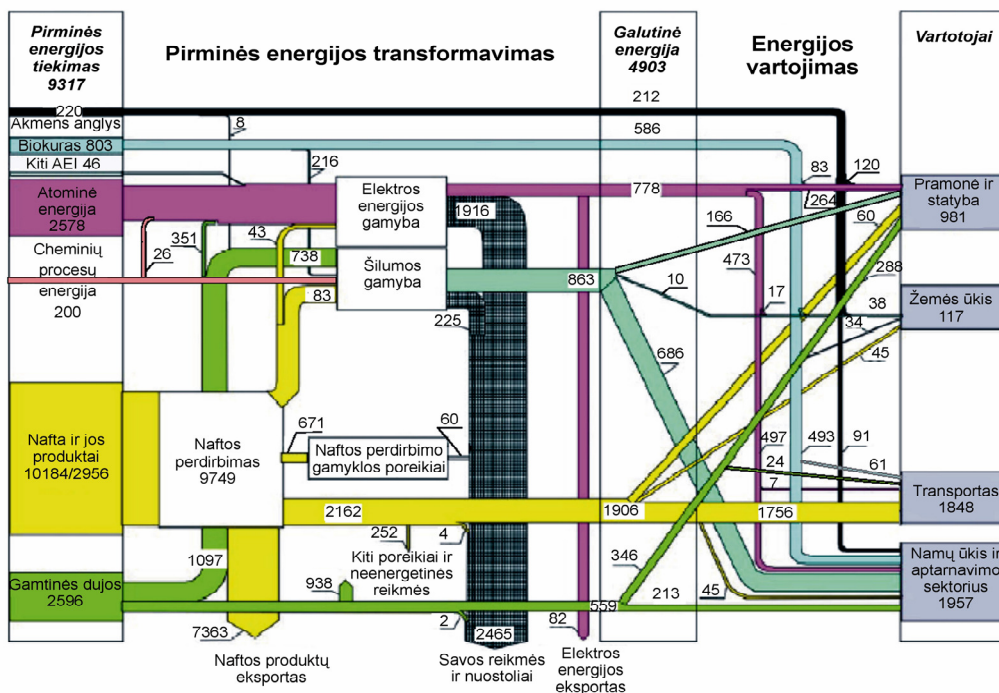 Pirminės
energijos
tiekimas
9317
Pirminės energijos transformavimas
Galutinė
energija
4903
Energijos
vartojimas
Vartotojai
220
Akmens anglys
8
212
Biokuras 803
586
Kiti AEI 46
216
83
120
Atominė
energija
2578
Elektros
energijos
gamyba
1916
778
264
Pramonė ir
statyba
981
166
60
Cheminių
procesų
energija
200
26
351
43
738
Šilumos
gamyba
83
225
863
10
473
17
288
38
Žemės ūkis
117
34
45
686
Nafta ir jos
produktai
10184/2956
Naftos
perdirbimas
9749
671
Naftos perdirbimo
gamyklos poreikiai
60
497
493
91
24
61
7
Transportas
1848
2162
1906
1756
252
4
Kiti poreikiai ir
neenergetinės
reikmės
1097
346
Gamtinės dujos
2596
938
2
559
213
45
Namų ūkis ir
aptarnavimo
sektorius
1957
7363
2465
82
Naftos produktų
eksportas
Savos reikmės
ir nuostoliai
Elektros
energijos
eksportas